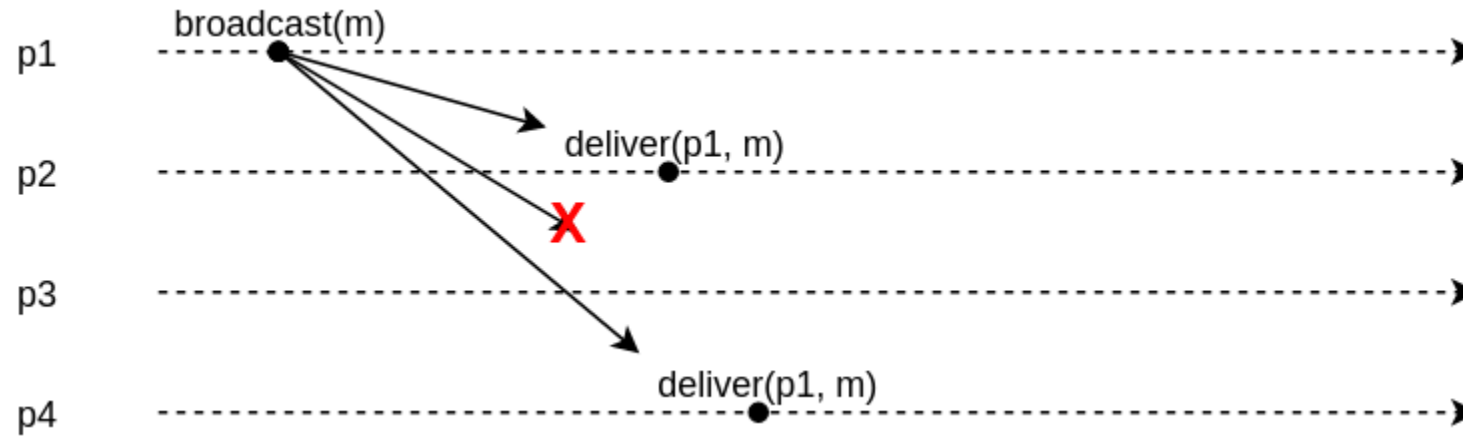 broadcast(m)
p1
deliver(p1, m)
p2
X
p3
deliver(p1, m)
p4